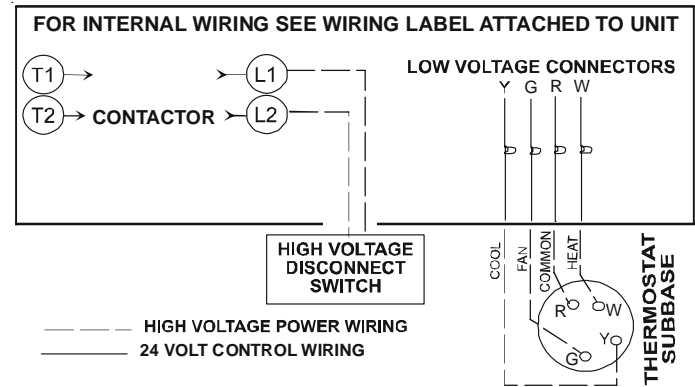 FOR INTERNAL WIRING SEE WIRING LABEL ATTACHED TO UNIT
T1 L1
T2 CONTACTOR L2
LOW VOLTAGE CONNECTORS
Y G R W
HIGH VOLTAGE
DISCONNECT
SWITCH
COOL
FAN
COMMON
HEAT
R W
Y
G
THERMOSTAT
SUBBASE
HIGH VOLTAGE POWER WIRING
24 VOLT CONTROL WIRING